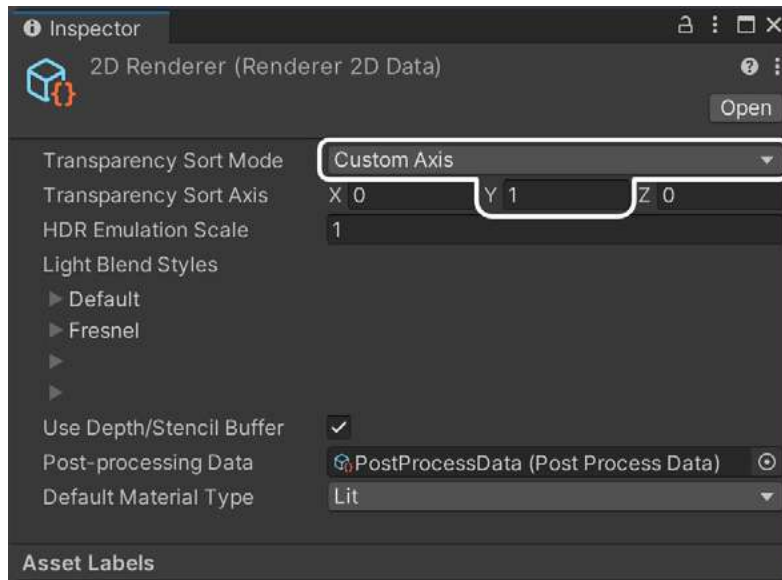 Inspector
2D Renderer (Renderer 2D Data)
Open
Transparency Sort Mode Custom Axis
Transparency Sort Axis X 0 Y 1 Z 0
HDR Emulation Scale 1
Light Blend Styles
Default
Fresnel
Use Depth/Stencil Buffer
Post-processing Data PostProcessData (Post Process Data)
Default Material Type Lit
Asset Labels